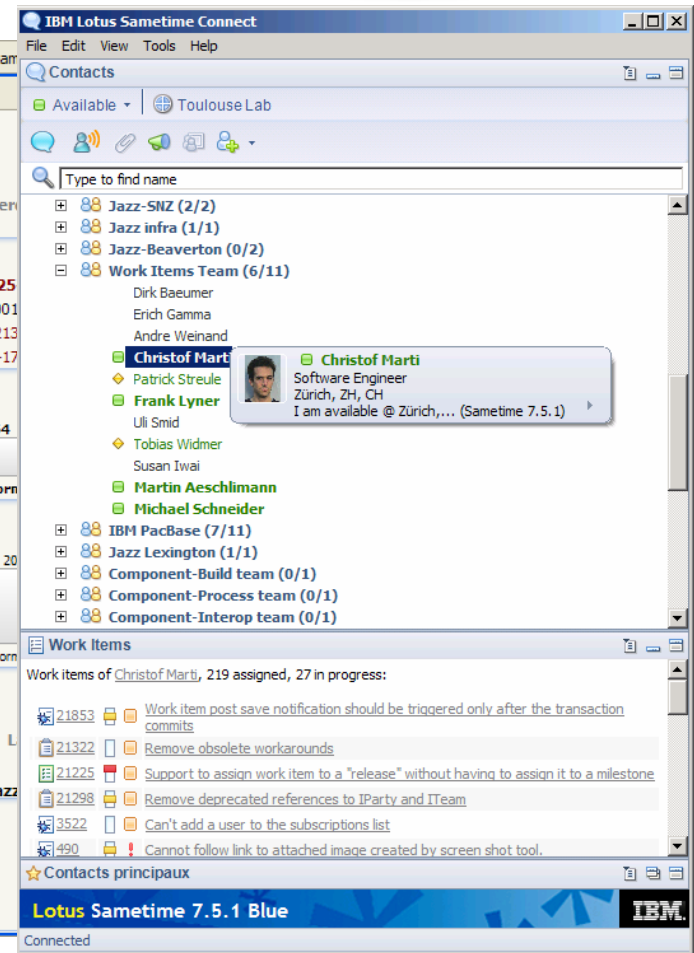 IBM Lotus Sametime Connect
File Edit View Tools Help
Contacts
Available
Toulouse Lab
Type to find name
Jazz-SNZ (2/2)
Jazz infra (1/1)
Jazz-Beaverton (0/2)
Work Items Team (6/11)
Dirk Baeumer
Erich Gamma
Andre Weinand
Christof Marti
Christof Marti
Software Engineer
Zürich, ZH, CH
I am available @ Zürich,... (Sametime 7.5.1)
Patrick Streule
Frank Lyner
Uli Smid
Tobias Widmer
Susan Iwai
Martin Aeschlimann
Michael Schneider
IBM PacBase (7/11)
Jazz Lexington (1/1)
Component-Build team (0/1)
Component-Process team (0/1)
Component-Interop team (0/1)
Work Items
Work items of Christof Marti, 219 assigned, 27 in progress:
21853 Work item post save notification should be triggered only after the transaction
commits
21322 Remove obsolete workarounds
21225 Support to assign work item to a "release" without having to assign it to a milestone
21298 Remove deprecated references to IParty and ITeam
3522 Can't add a user to the subscriptions list
490 Cannot follow link to attached image created by screen shot tool.
Contacts principaux
Lotus Sametime 7.5.1 Blue
IBM.
Connected